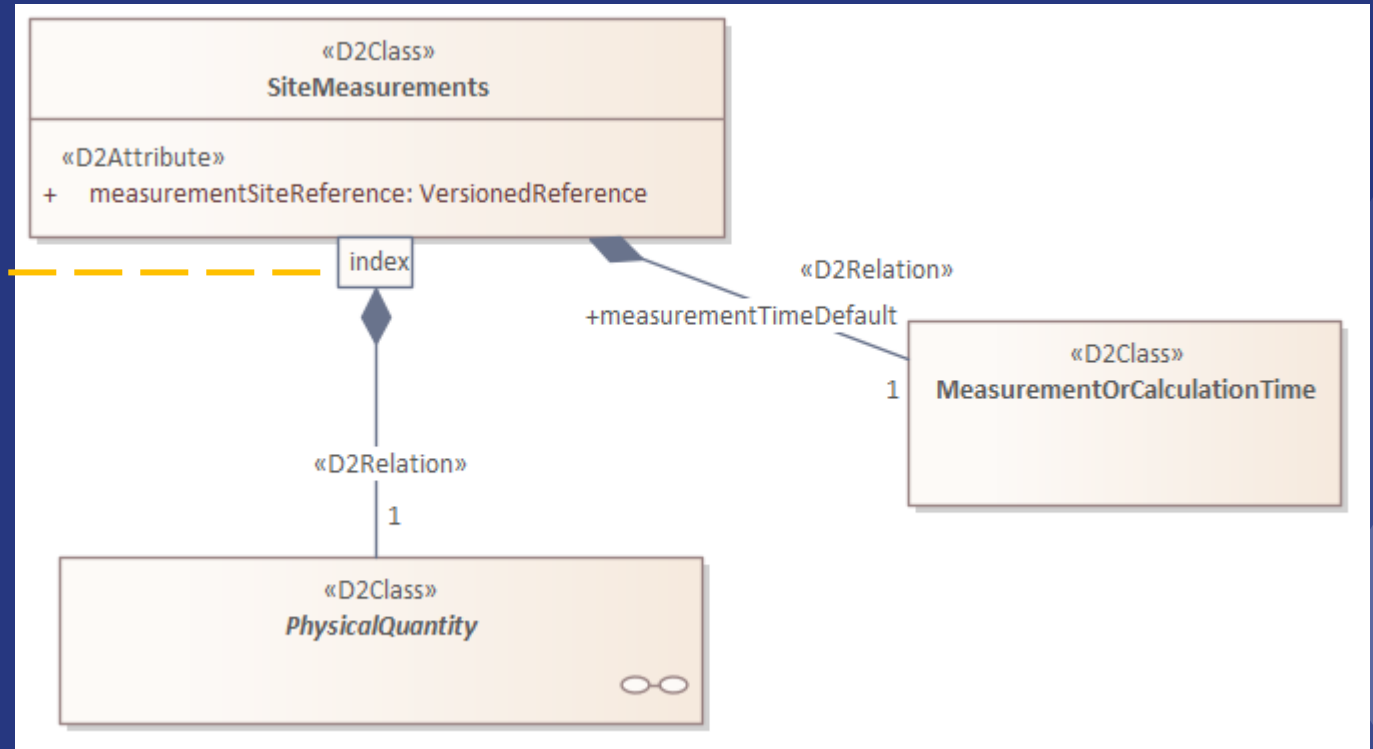 «D2Class»
SiteMeasurements
«D2Attribute»
+ measurementSiteReference: VersionedReference
index
«D2Relation»
+measurementTimeDefault
1
«D2Class»
MeasurementOrCalculationTime
«D2Relation»
1
«D2Class»
PhysicalQuantity